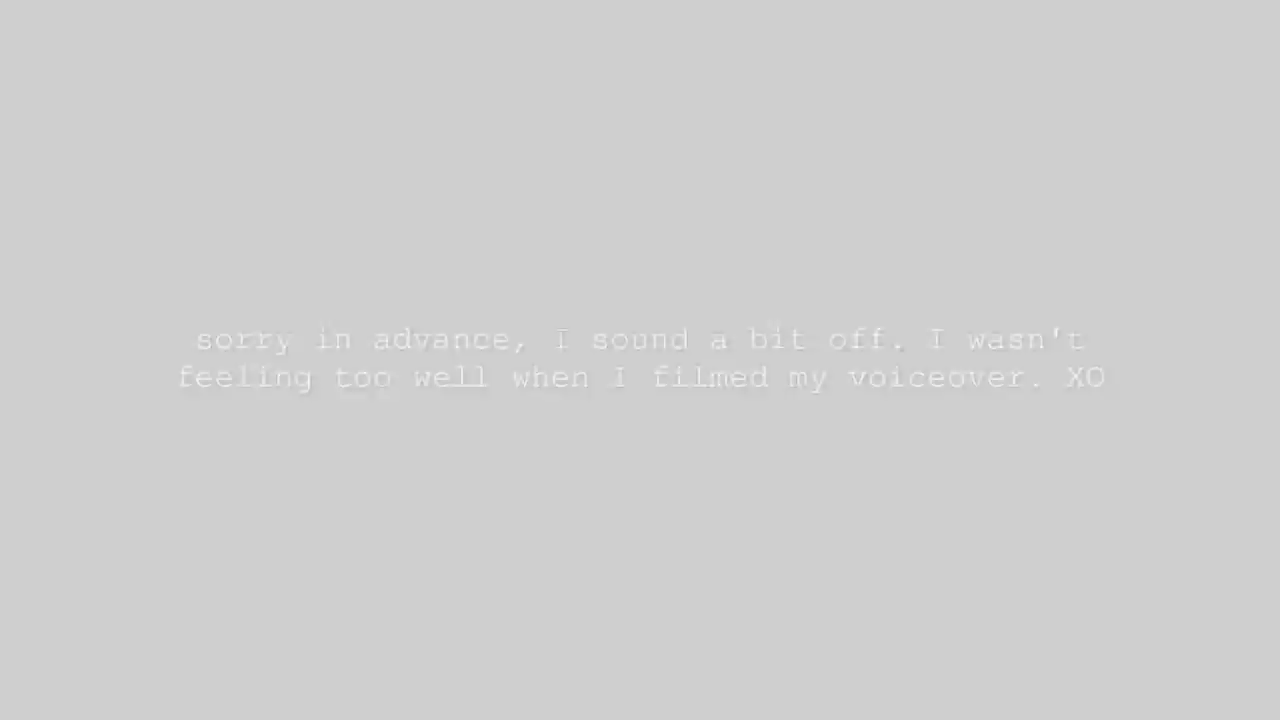 sorry in advance, I sound a bit off. I wasn't
feeling too well when I filmed my voiceover. XO